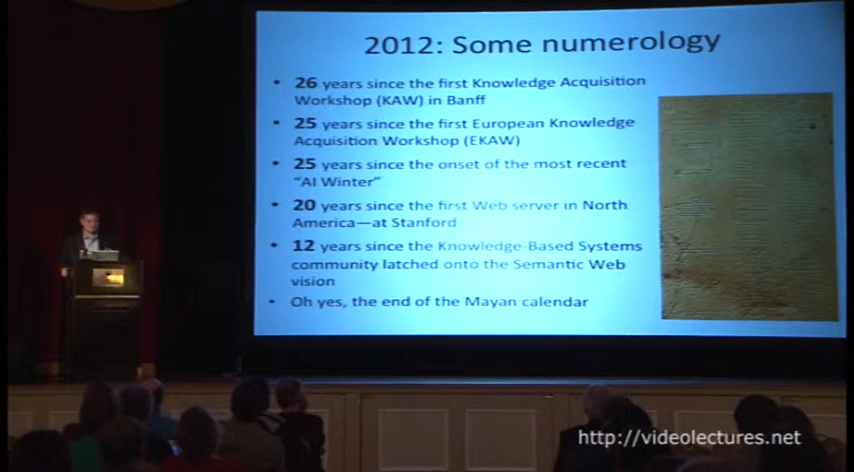 2012: Some numerology
• 26 years since the first Knowledge Acquisition
Workshop (KAW) in Banff
• 25 years since the first European Knowledge
Acquisition Workshop (EKAW)
• 25 years since the onset of the most recent
“AI Winter”
• 20 years since the first Web server in North
America—at Stanford
• 12 years since the Knowledge-Based Systems
community latched onto the Semantic Web
vision
• Oh yes, the end of the Mayan calendar
http://videolectures.net